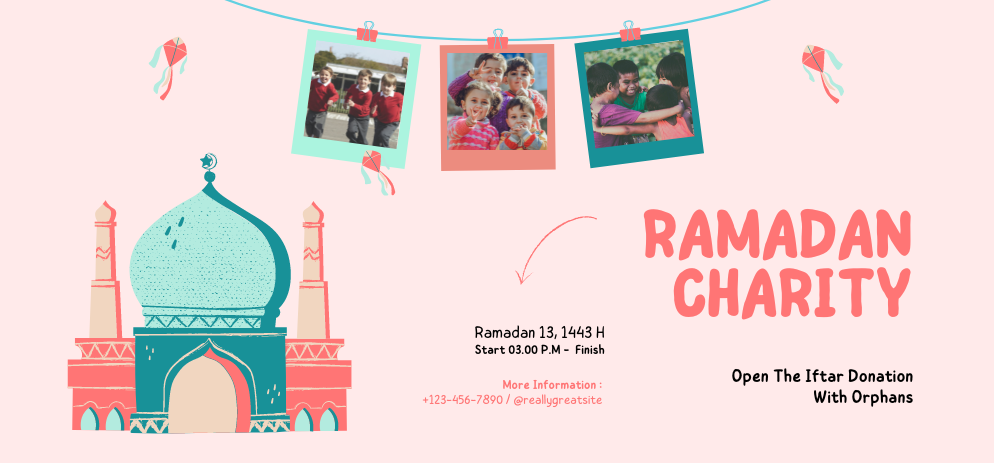 RAMADAN
CHARITY
Ramadan 13, 1443 H
Start 03.00 P.M - Finish
More Information :
+123-456-7890 / @reallygreatsite
Open The Iftar Donation
With Orphans